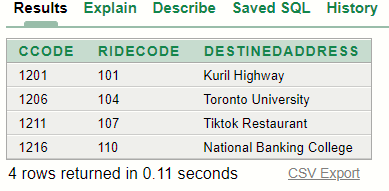 Results Explain Describe Saved SQL History
CCODE RIDECODE DESTINEDADDRESS
1201 101 Kuril Highway
1206 104 Toronto University
1211 107 Tiktok Restaurant
1216 110 National Banking College
4 rows returned in 0.11 seconds CSV Export